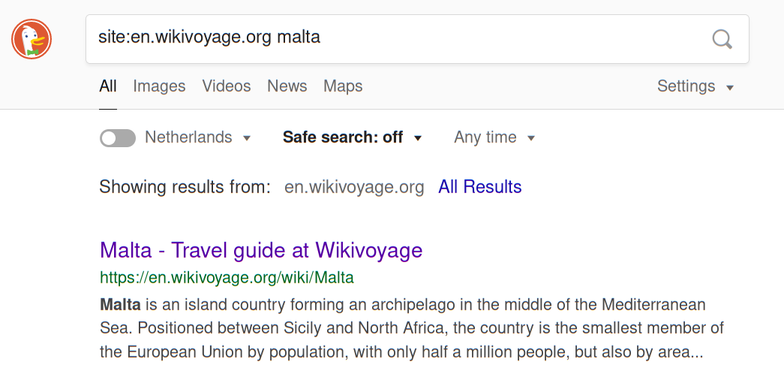 site:en.wikivoyage.org malta
All Images Videos News Maps Settings
Netherlands Safe search: off Any time
Showing results from: en.wikivoyage.org All Results
Malta - Travel guide at Wikivoyage
https://en.wikivoyage.org/wiki/Malta
Malta is an island country forming an archipelago in the middle of the Mediterranean
Sea. Positioned between Sicily and North Africa, the country is the smallest member of
the European Union by population, with only half a million people, but also by area...